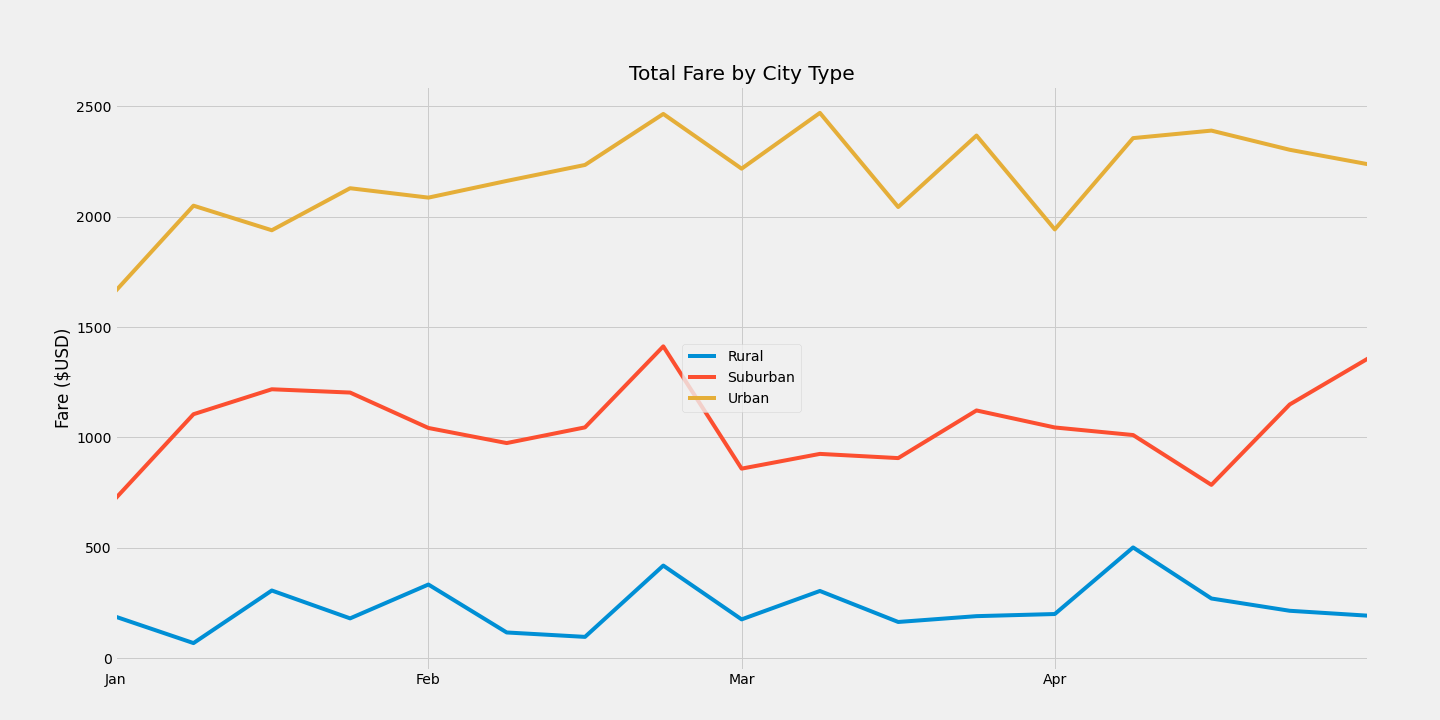 Total Fare by City Type
Fare ($USD)
2500
2000
1500
1000
500
0
Rural
Suburban
Urban
Jan
Feb
Mar
Apr